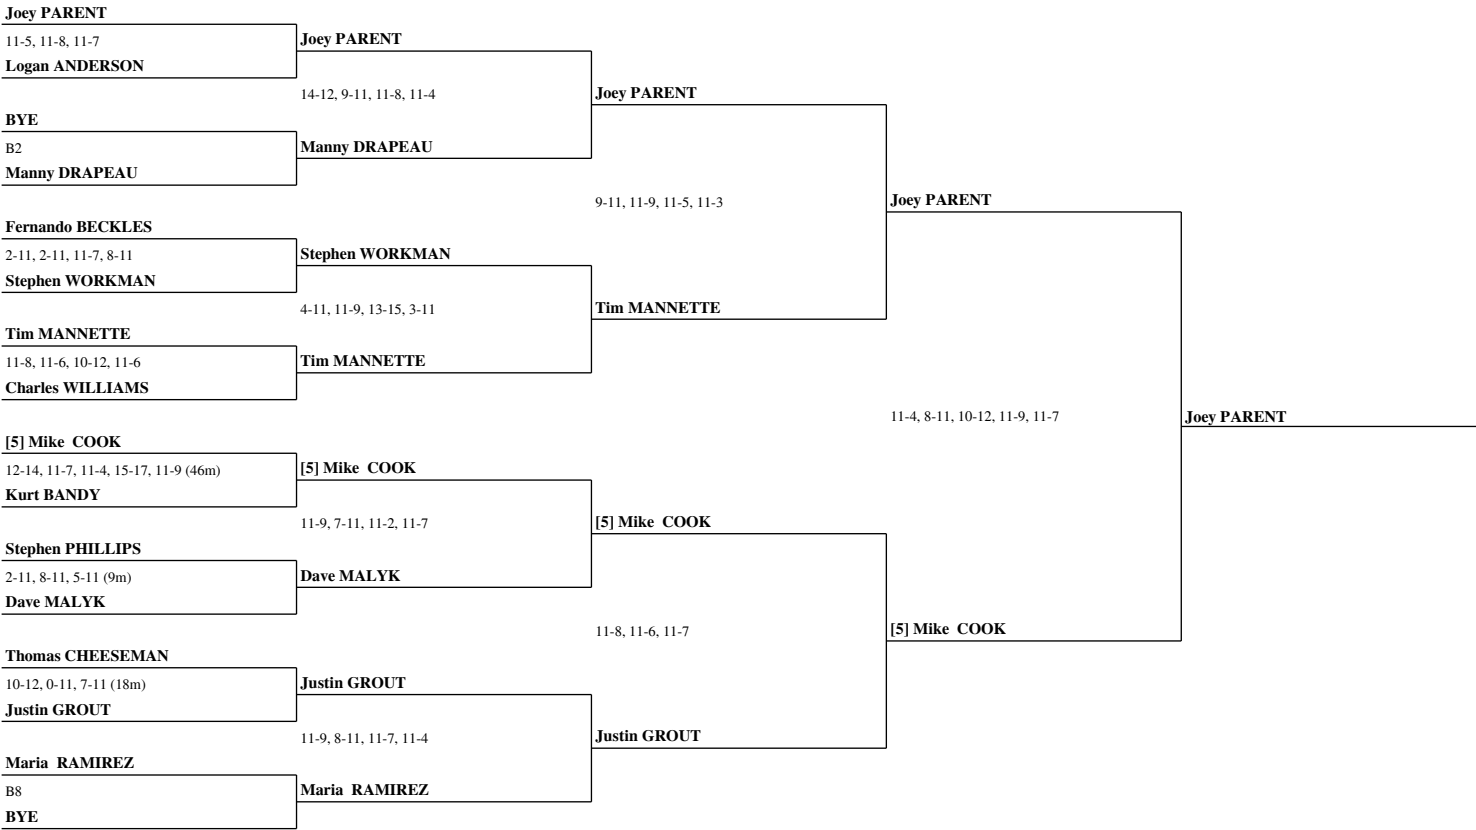 Joey PARENT
11-5, 11-8, 11-7
Logan ANDERSON
BYE
B2
Manny DRAPEAU
Fernando BECKLES
2-11, 2-11, 11-7, 8-11
Stephen WORKMAN
Tim MANNETTE
11-8, 11-6, 10-12, 11-6
Charles WILLIAMS
[5] Mike  COOK
12-14, 11-7, 11-4, 15-17, 11-9 (46m)
Kurt BANDY
Stephen PHILLIPS
2-11, 8-11, 5-11 (9m)
Dave MALYK
Thomas CHEESEMAN
10-12, 0-11, 7-11 (18m)
Justin GROUT
Maria  RAMIREZ
B8
BYE
Joey PARENT
14-12, 9-11, 11-8, 11-4
Manny DRAPEAU
Stephen WORKMAN
4-11, 11-9, 13-15, 3-11
Tim MANNETTE
[5] Mike  COOK
11-9, 7-11, 11-2, 11-7
Dave MALYK
Justin GROUT
11-9, 8-11, 11-7, 11-4
Maria  RAMIREZ
Joey PARENT
9-11, 11-9, 11-5, 11-3
Tim MANNETTE
[5] Mike  COOK
11-8, 11-6, 11-7
Justin GROUT
Joey PARENT
11-4, 8-11, 10-12, 11-9, 11-7
[5] Mike  COOK
Joey PARENT